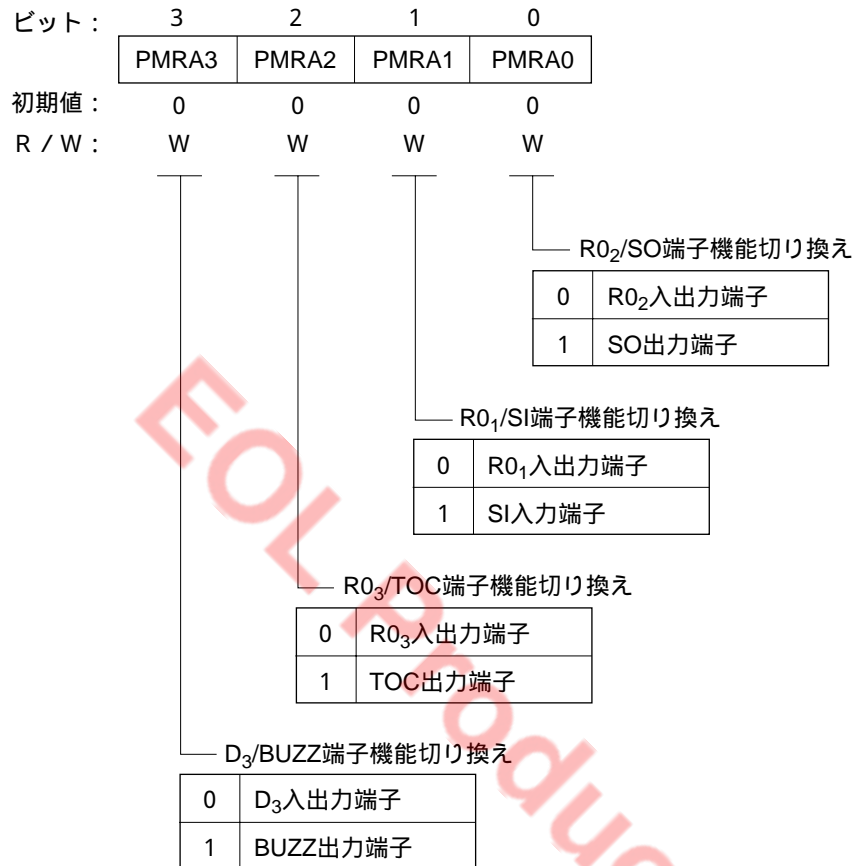 ビット： 3 2 1 0
PMRA3 PMRA2 PMRA1 PMRA0
初期値： 0 0 0 0
R／W： W W W W
R0₂/SO端子機能切り換え
0 R0₂入出力端子
1 SO出力端子
R0₁/SI端子機能切り換え
0 R0₁入出力端子
1 SI入力端子
R0₃/TOC端子機能切り換え
0 R0₃入出力端子
1 TOC出力端子
D₃/BUZZ端子機能切り換え
0 D₃入出力端子
1 BUZZ出力端子
EOL Produc